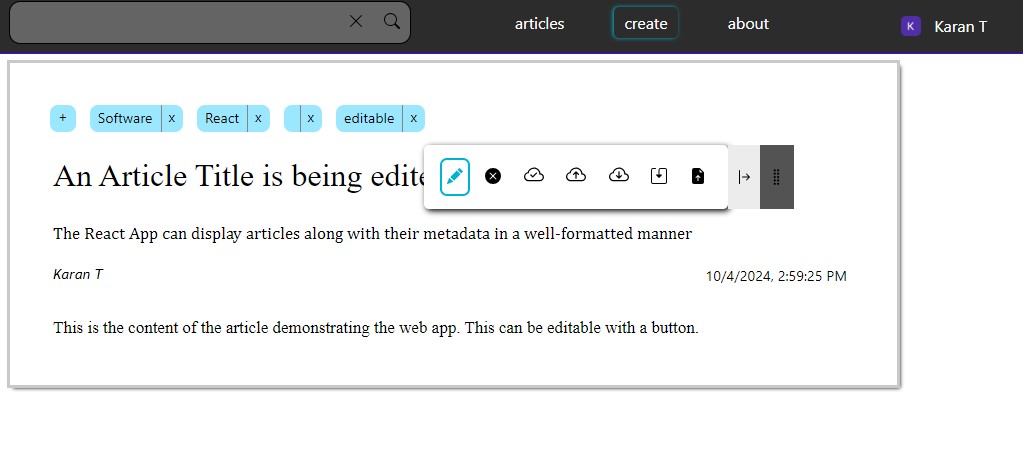 articles create about K Karan T
+ Software x React x x editable x
An Article Title is being edite
The React App can display articles along with their metadata in a well-formatted manner
Karan T 10/4/2024, 2:59:25 PM
This is the content of the article demonstrating the web app. This can be editable with a button.